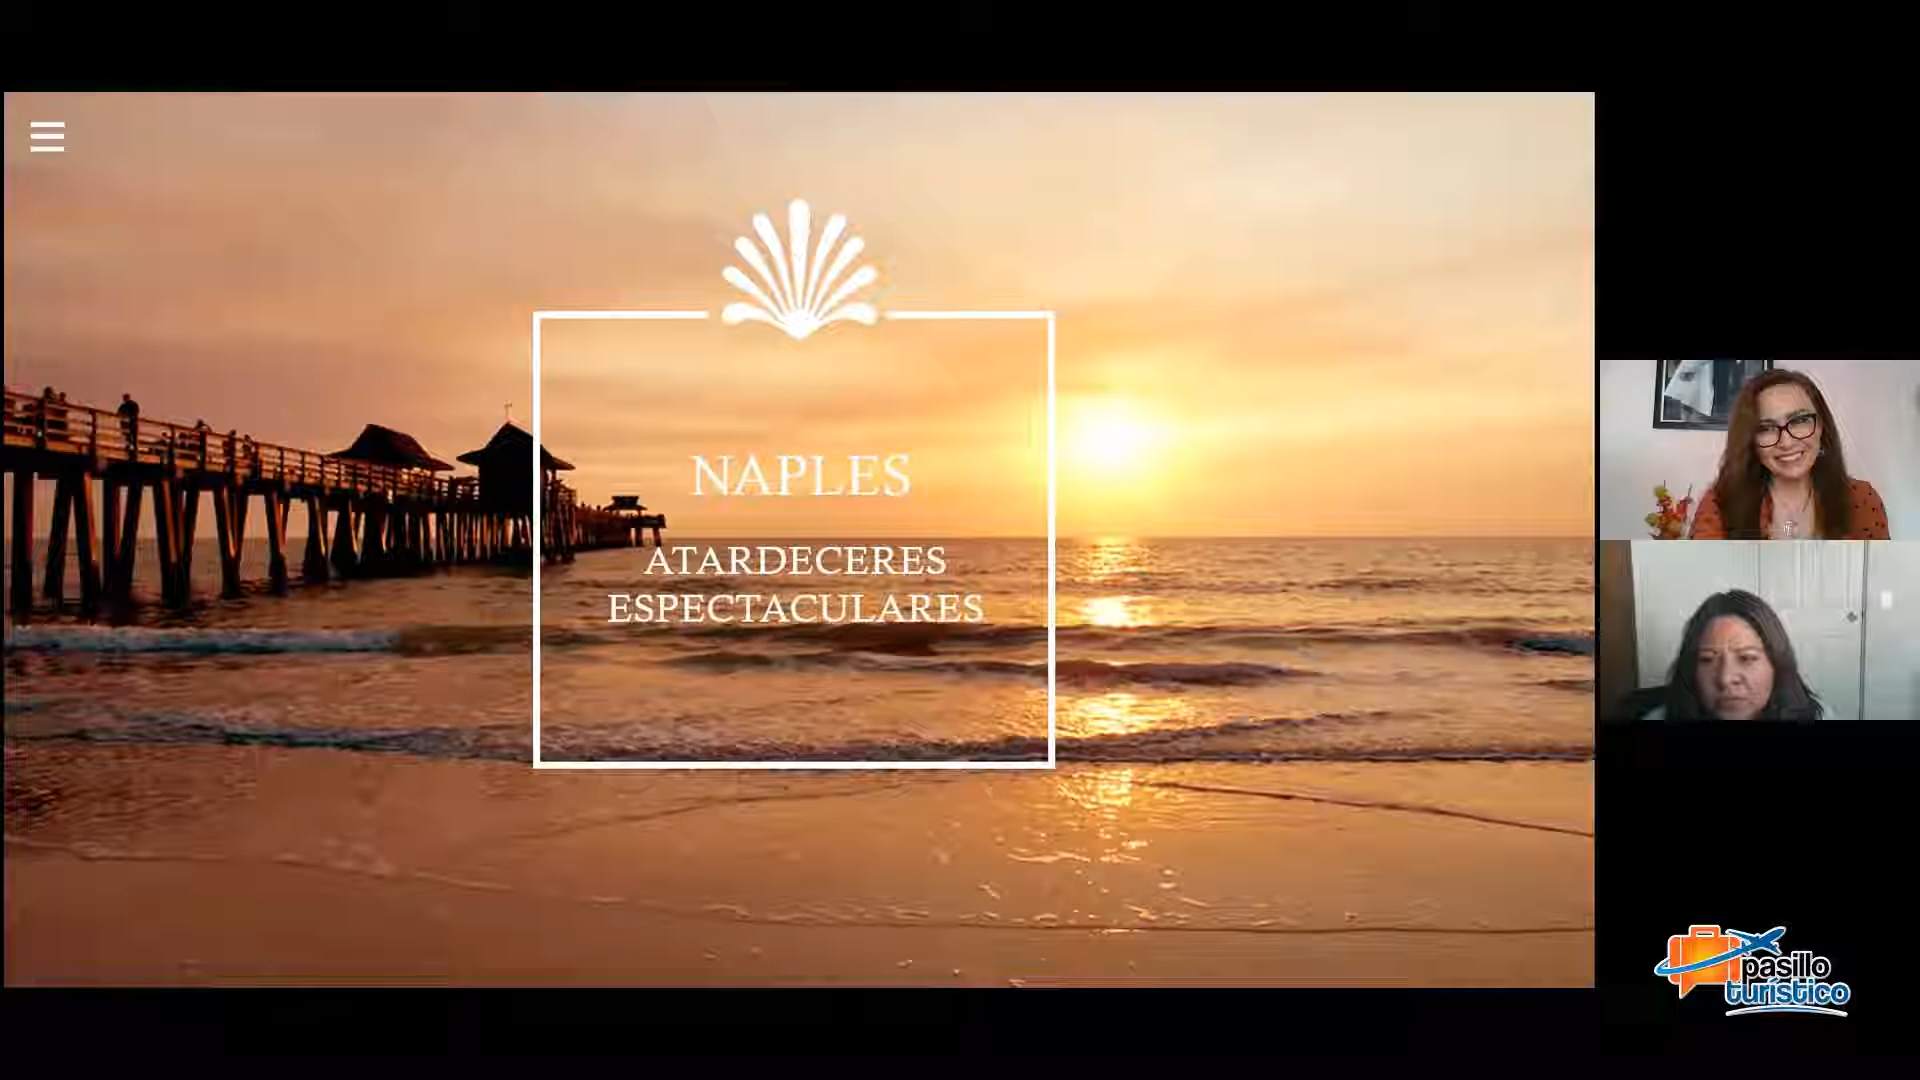 NAPLES
ATARDECERES
ESPECTACULARES
pasillo
turístico